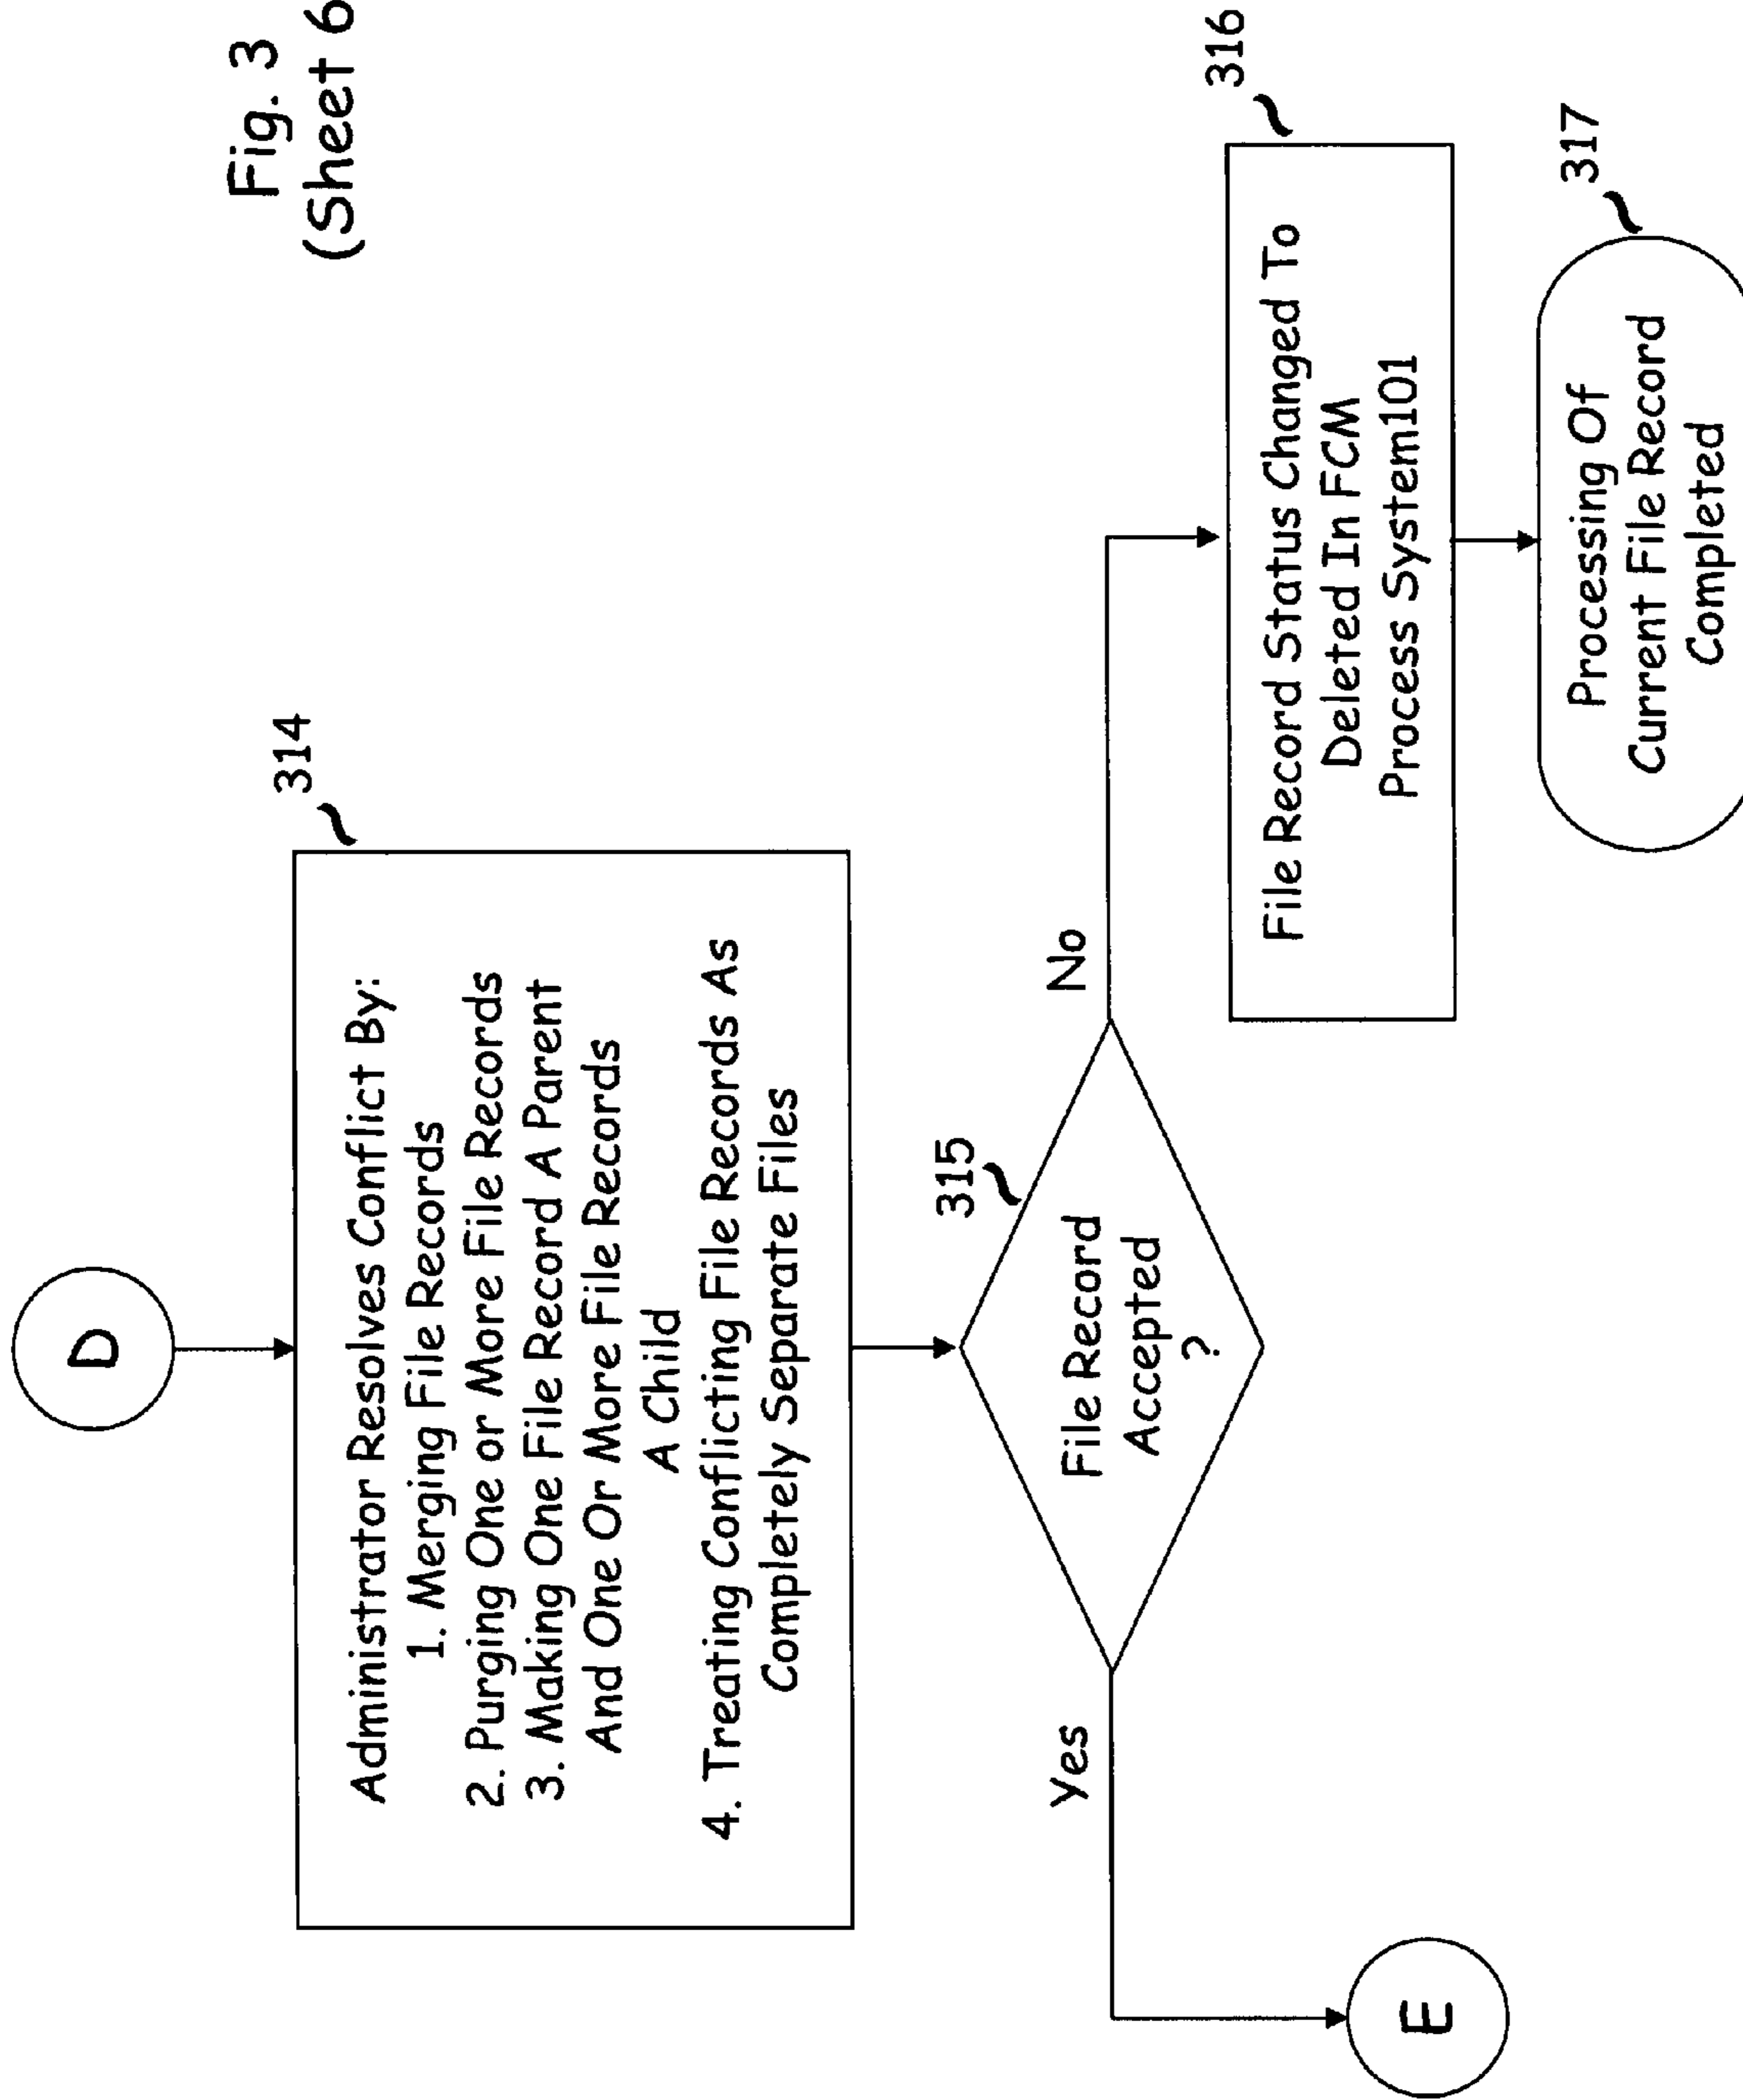 Fig. 3
(Sheet 6
D
314
Administrator Resolves Conflict By:
1. Merging File Records
2. Purging One or More File Records
3. Making One File Record A Parent
And One Or More File Records
A Child
4. Treating Conflicting File Records As
Completely Separate Files
315
File Record
Accepted
?
Yes
No
E
316
File Record Status Changed To
Deleted In FCM
Process System101
317
Processing Of
Current File Record
Completed